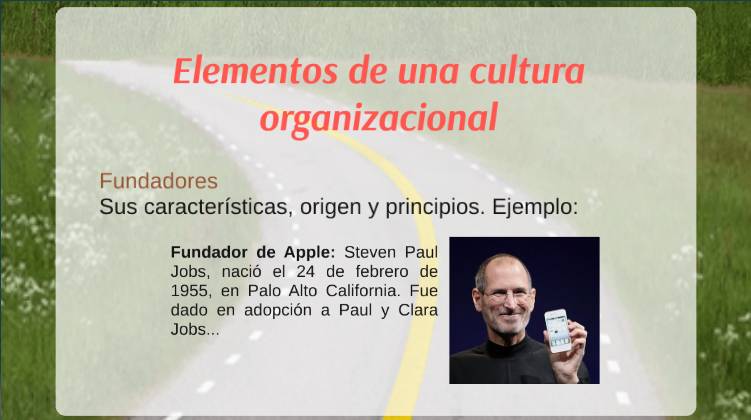 Elementos de una cultura
organizacional
Fundadores
Sus características, origen y principios. Ejemplo:
Fundador de Apple: Steven Paul
Jobs, nació el 24 de febrero de
1955, en Palo Alto California. Fue
dado en adopción a Paul y Clara
Jobs...